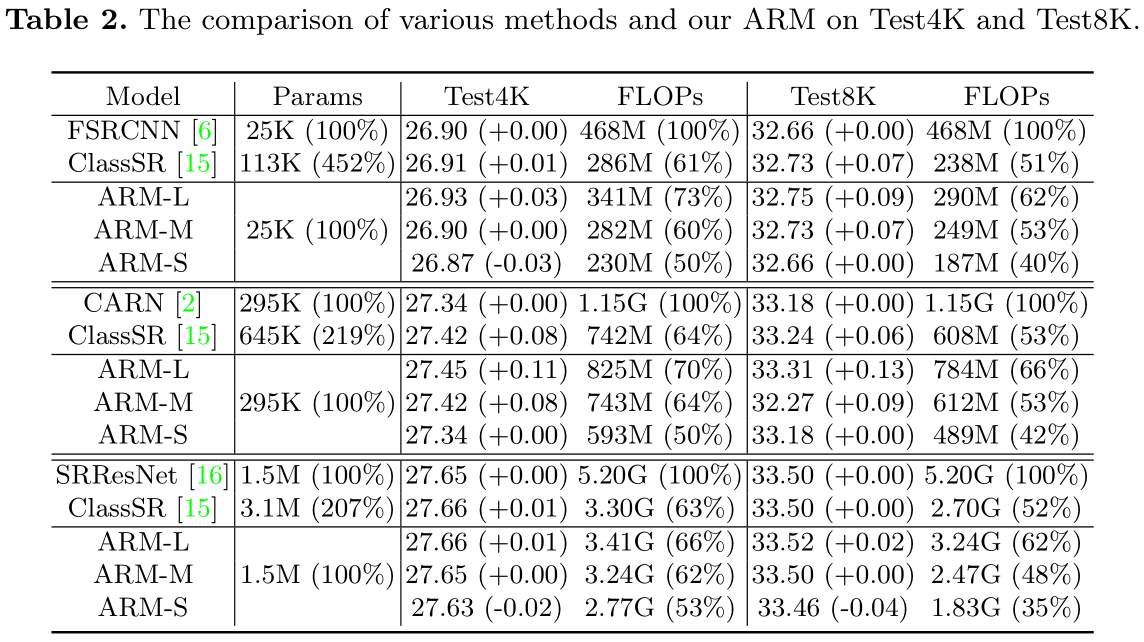 Table 2. The comparison of various methods and our ARM on Test4K and Test8K.
Model Params Test4K FLOPs Test8K FLOPs
FSRCNN [6] 25K (100%) 26.90 (+0.00) 468M (100%) 32.66 (+0.00) 468M (100%)
ClassSR [15] 113K (452%) 26.91 (+0.01) 286M (61%) 32.73 (+0.07) 238M (51%)
ARM-L 26.93 (+0.03) 341M (73%) 32.75 (+0.09) 290M (62%)
ARM-M 25K (100%) 26.90 (+0.00) 282M (60%) 32.73 (+0.07) 249M (53%)
ARM-S 26.87 (-0.03) 230M (50%) 32.66 (+0.00) 187M (40%)
CARN [2] 295K (100%) 27.34 (+0.00) 1.15G (100%) 33.18 (+0.00) 1.15G (100%)
ClassSR [15] 645K (219%) 27.42 (+0.08) 742M (64%) 33.24 (+0.06) 608M (53%)
ARM-L 27.45 (+0.11) 825M (70%) 33.31 (+0.13) 784M (66%)
ARM-M 295K (100%) 27.42 (+0.08) 743M (64%) 32.27 (+0.09) 612M (53%)
ARM-S 27.34 (+0.00) 593M (50%) 33.18 (+0.00) 489M (42%)
SRResNet [16] 1.5M (100%) 27.65 (+0.00) 5.20G (100%) 33.50 (+0.00) 5.20G (100%)
ClassSR [15] 3.1M (207%) 27.66 (+0.01) 3.30G (63%) 33.50 (+0.00) 2.70G (52%)
ARM-L 27.66 (+0.01) 3.41G (66%) 33.52 (+0.02) 3.24G (62%)
ARM-M 1.5M (100%) 27.65 (+0.00) 3.24G (62%) 33.50 (+0.00) 2.47G (48%)
ARM-S 27.63 (-0.02) 2.77G (53%) 33.46 (-0.04) 1.83G (35%)